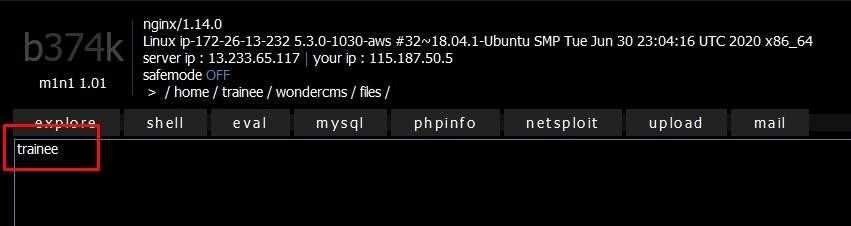 nginx/1.14.0
b374k
Linux ip-172-26-13-232 5.3.0-1030-aws #32~18.04.1-Ubuntu SMP Tue Jun 30 23:04:16 UTC 2020 x86_64
server ip : 13.233.65.117 | your ip : 115.187.50.5
m1n1 1.01
safemode OFF
> / home / trainee / wondercms / files /
explore shell eval mysql phpinfo netsploit upload mail
trainee